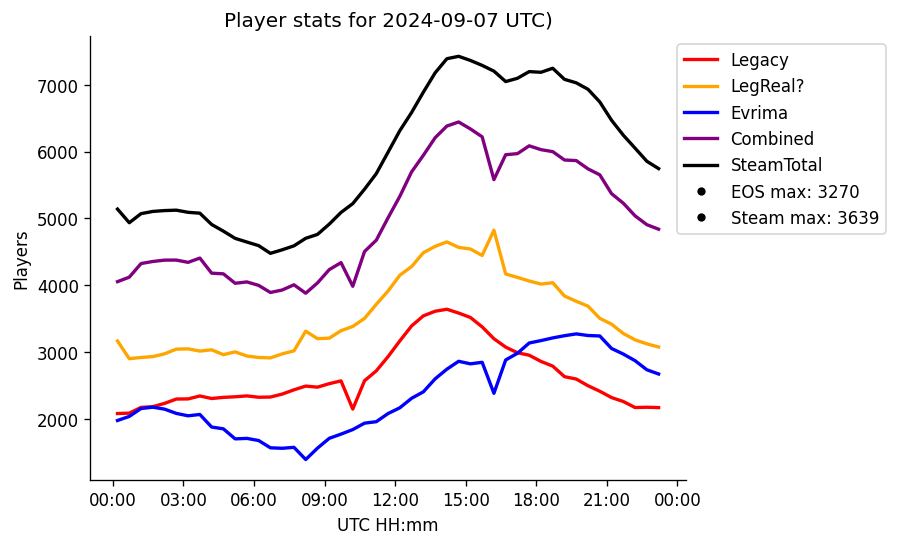 Player stats for 2024-09-07 UTC)
Legacy
LegReal?
Evrima
Combined
SteamTotal
EOS max: 3270
Steam max: 3639
Players
7000
6000
5000
4000
3000
2000
00:00 03:00 06:00 09:00 12:00 15:00 18:00 21:00 00:00
UTC HH:mm